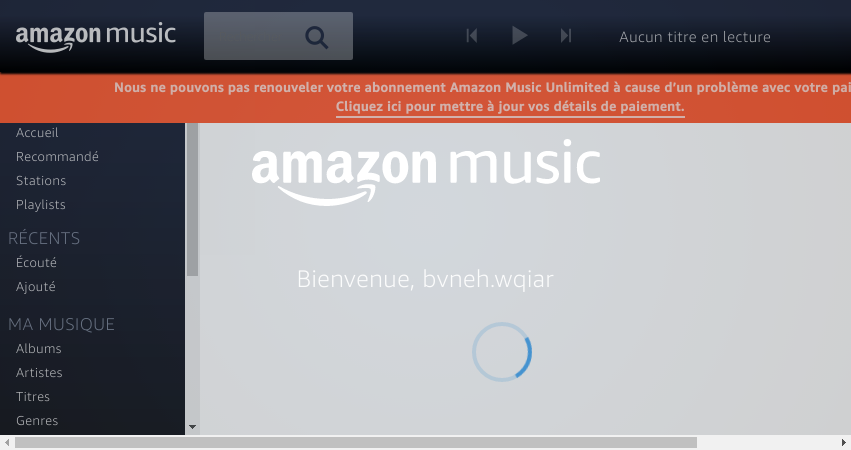 amazon music
Aucun titre en lecture
Nous ne pouvons pas renouveler votre abonnement Amazon Music Unlimited à cause d'un problème avec votre pai
Cliquez ici pour mettre à jour vos détails de paiement.
Accueil
Recommandé
Stations
Playlists
RÉCENTS
Écouté
Ajouté
MA MUSIQUE
Albums
Artistes
Titres
Genres
amazon music
Bienvenue, bvneh.wqiar